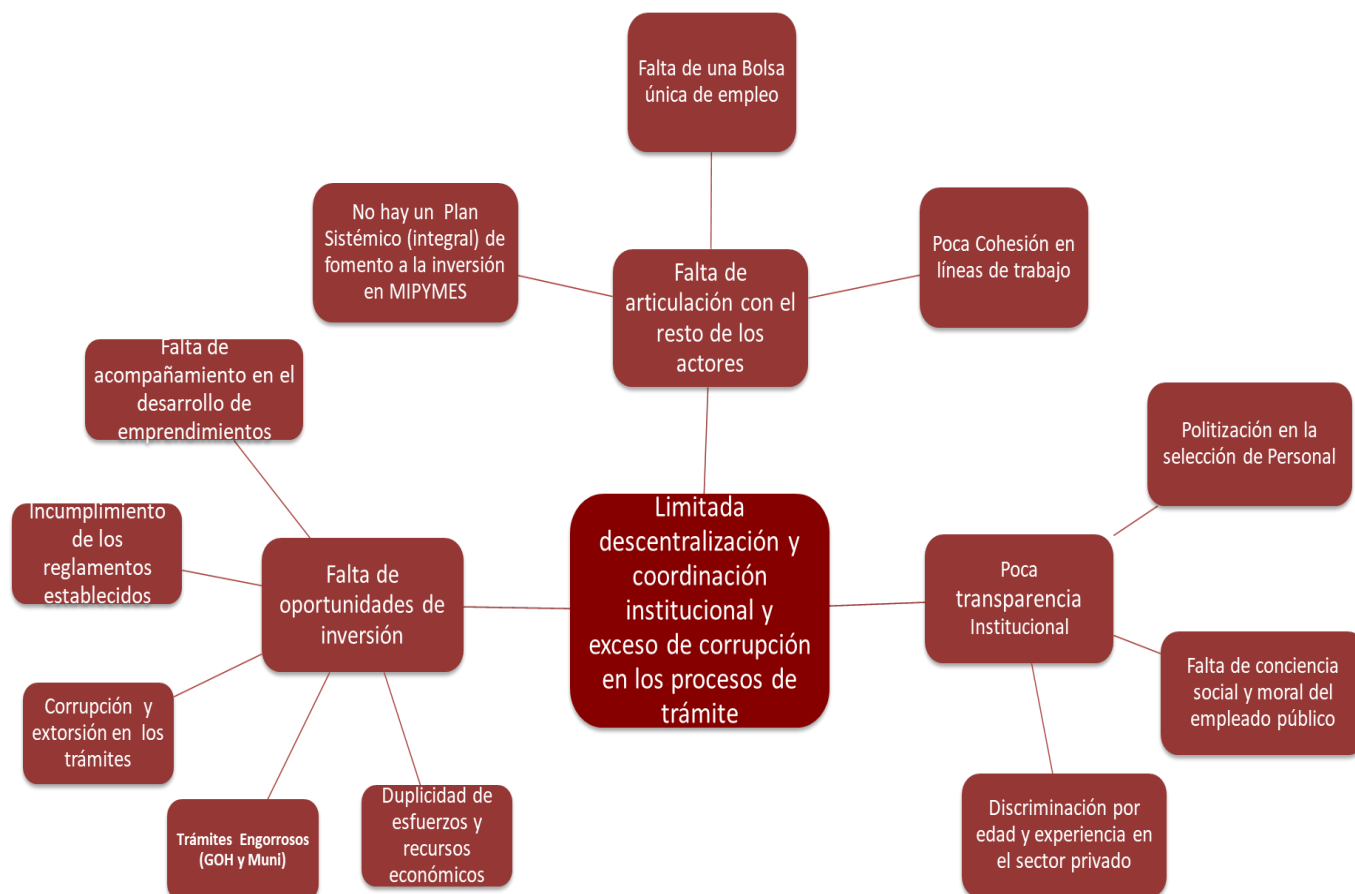 Falta de una Bolsa
única de empleo
No hay un Plan
Sistémico (integral) de
fomento a la inversión
en MIPYMES
Falta de
articulación con el
resto de los
actores
Poca Cohesión en
líneas de trabajo
Falta de
acompañamiento en el
desarrollo de
emprendimientos
Incumplimiento
de los
reglamentos
establecidos
Falta de
oportunidades de
inversión
Corrupción y
extorsión en los
trámites
Trámites Engorrosos
(GOH y Muni)
Duplicidad de
esfuerzos y
recursos
económicos
Limitada
descentralización y
coordinación
institucional y
exceso de corrupción
en los procesos de
trámite
Poca
transparencia
Institucional
Politización en la
selección de Personal
Falta de conciencia
social y moral del
empleado público
Discriminación por
edad y experiencia en
el sector privado